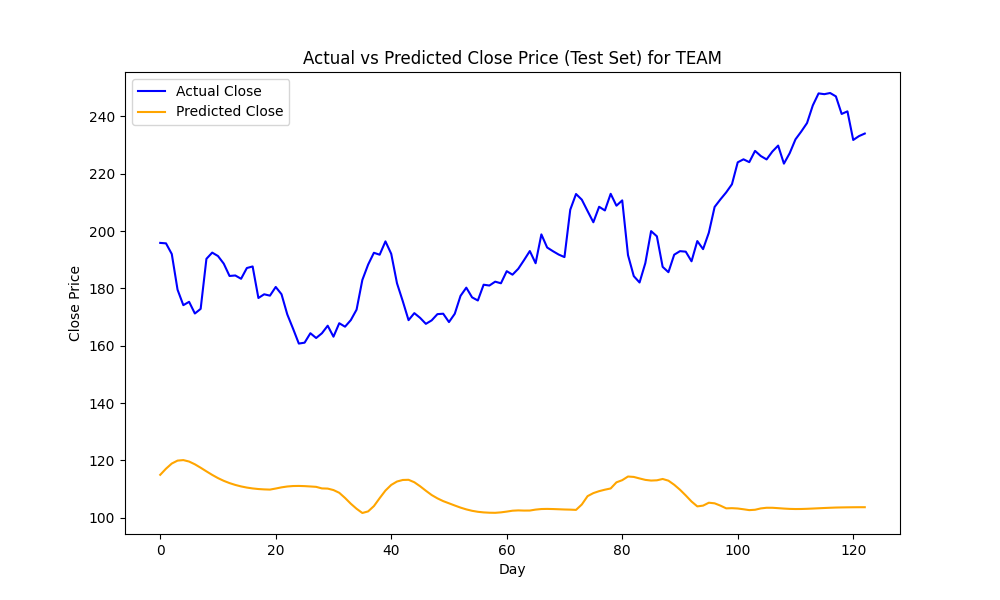 Actual vs Predicted Close Price (Test Set) for TEAM
Actual Close
Predicted Close
Close Price
240
220
200
180
160
140
120
100
0 20 40 60 80 100 120
Day